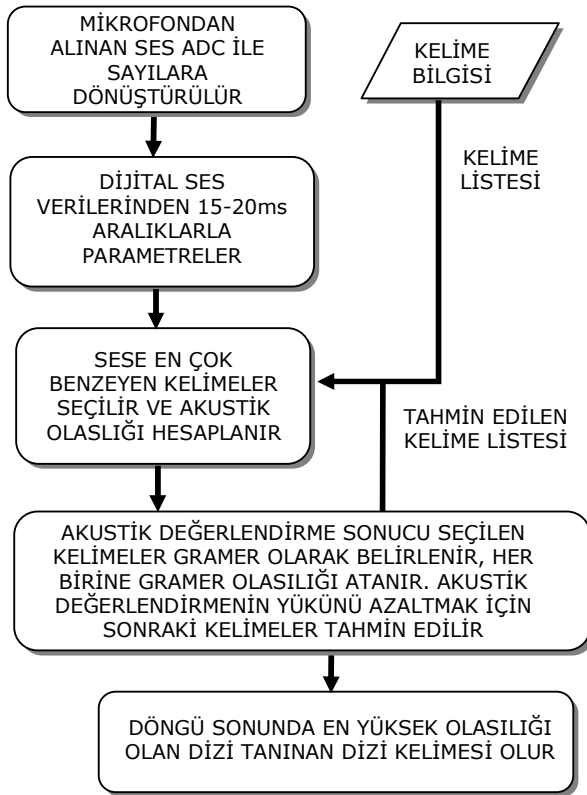 MİKROFONDAN
ALINAN SES ADC İLE
SAYILARA
DÖNÜŞTÜRÜLÜR
KELİME
BİLGİSİ
KELİME
LİSTESİ
DİJİTAL SES
VERİLERİNDEN 15-20ms
ARALIKLARLA
PARAMETRELER
SESE EN ÇOK
BENZEYEN KELİMELER
SEÇİLİR VE AKUSTİK
OLASLIĞI HESAPLANIR
TAHMİN EDİLEN
KELİME LİSTESİ
AKUSTİK DEĞERLENDİRME SONUCU SEÇİLEN
KELİMELER GRAMER OLARAK BELİRLENİR, HER
BİRİNE GRAMER OLASILIĞI ATANIR. AKUSTİK
DEĞERLENDİRMENİN YÜKÜNÜ AZALTMAK İÇİN
SONRAKİ KELİMELER TAHMİN EDİLİR
DÖNGÜ SONUNDA EN YÜKSEK OLASILIĞI
OLAN DİZİ TANINAN DİZİ KELİMESİ OLUR